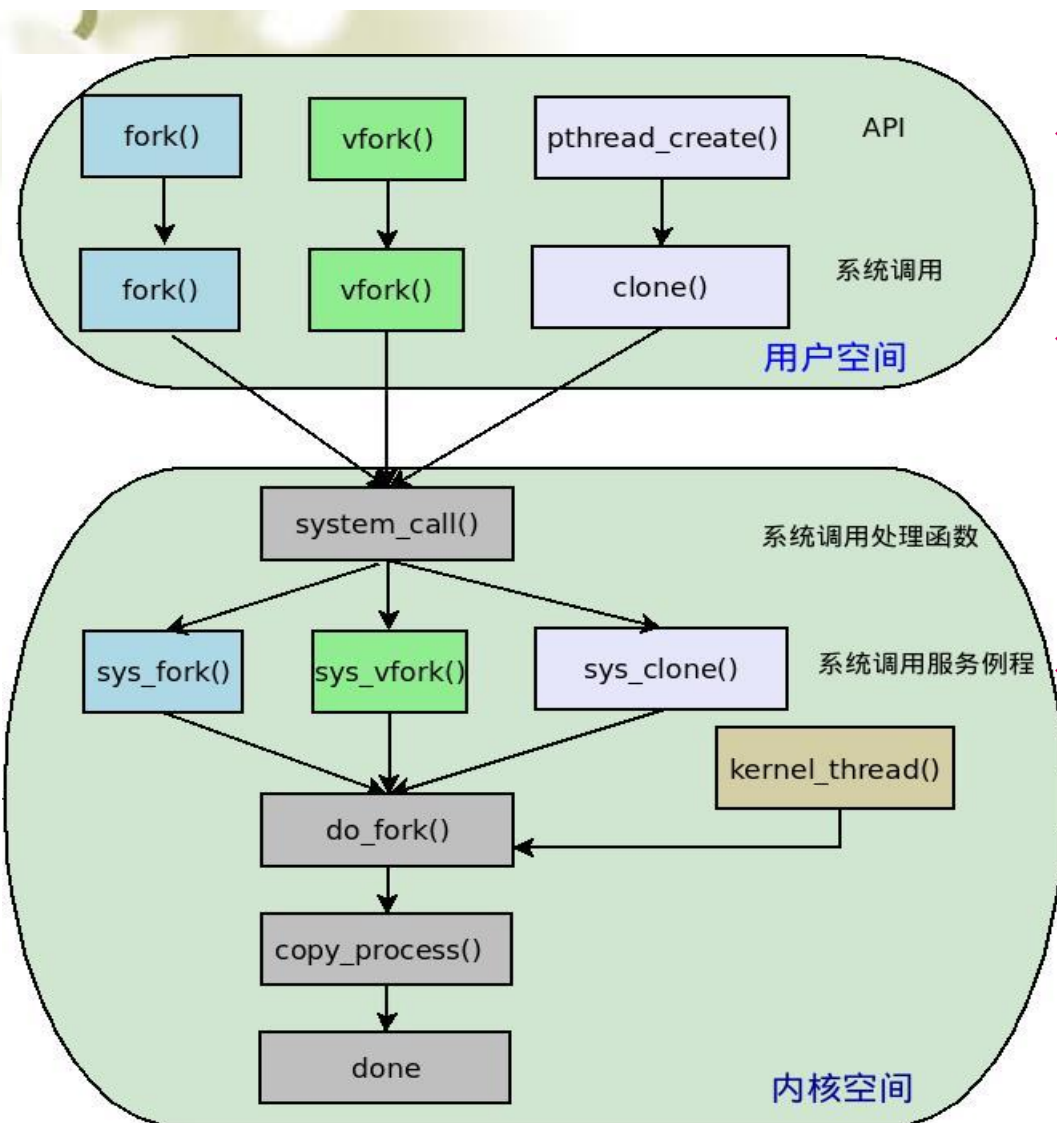 fork()
vfork()
pthread_create()
API
fork()
vfork()
clone()
系统调用
用户空间
system_call()
系统调用处理函数
sys_fork()
sys_vfork()
sys_clone()
系统调用服务例程
kernel_thread()
do_fork()
copy_process()
done
内核空间